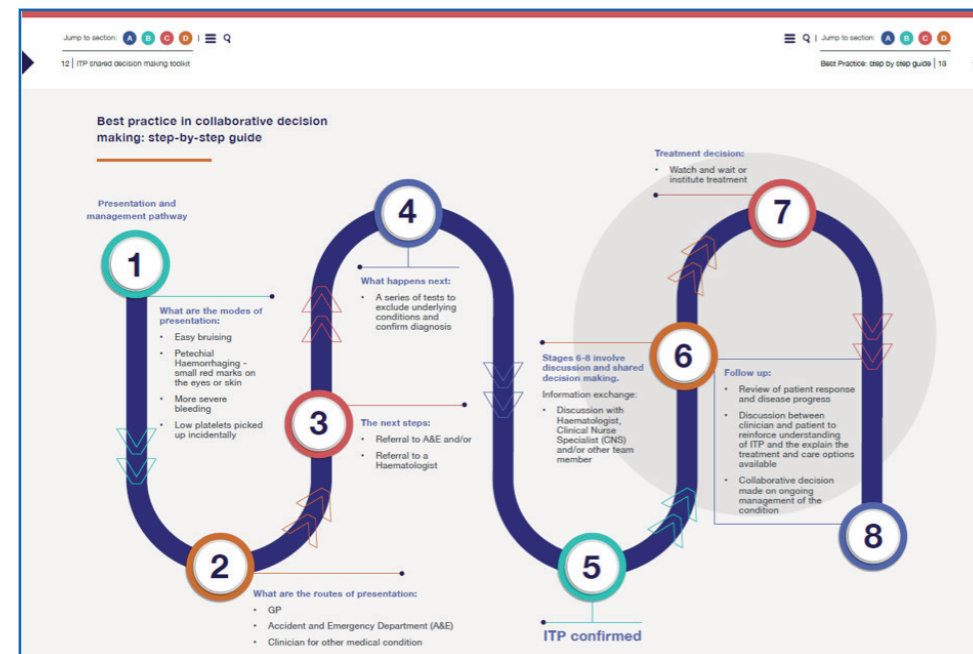 Jump to section: A B C D
12 | ITP shared decision making toolkit
Jump to section: A B C D
Best Practice: step by step guide | 13
Best practice in collaborative decision
making: step-by-step guide
Presentation and
management pathway
1
What are the modes of
presentation:
• Easy bruising
• Petechial
Haemorrhaging -
small red marks on
the eyes or skin
• More severe
bleeding
• Low platelets picked
up incidentally
2
What are the routes of presentation:
• GP
• Accident and Emergency Department (A&E)
• Clinician for other medical condition
3
The next steps:
• Referral to A&E and/or
• Referral to a
Haematologist
4
What happens next:
• A series of tests to
exclude underlying
conditions and
confirm diagnosis
5
ITP confirmed
6
Stages 6-8 involve
discussion and shared
decision making.
Information exchange:
• Discussion with
Haematologist,
Clinical Nurse
Specialist (CNS)
and/or other team
member
7
Treatment decision:
• Watch and wait or
institute treatment
8
Follow up:
• Review of patient response
and disease progress
• Discussion between
clinician and patient to
reinforce understanding
of ITP and the explain the
treatment and care options
available
• Collaborative decision
made on ongoing
management of the
condition